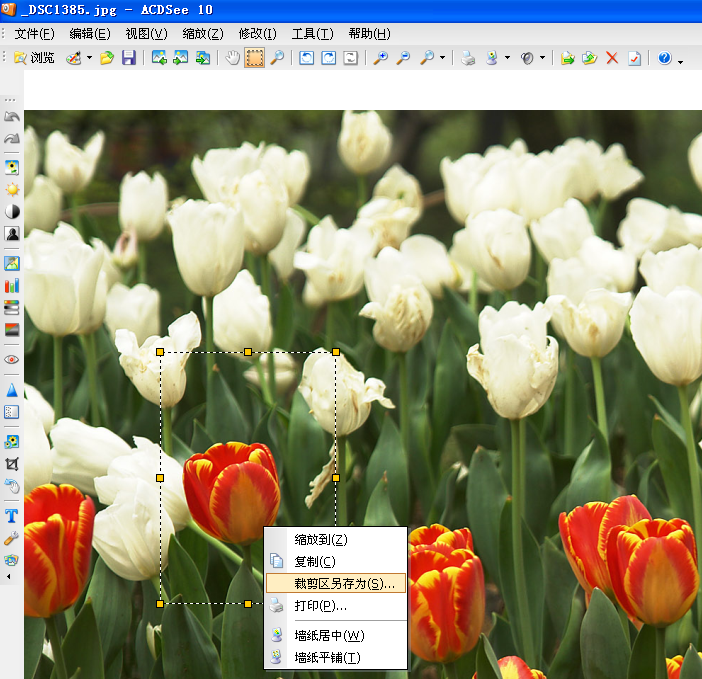 _DSC1385.jpg - ACDSee 10
文件(F) 编辑(E) 视图(V) 缩放(Z) 修改(I) 工具(T) 帮助(H)
浏览
缩放到(Z)
复制(C)
裁剪区另存为(S)...
打印(P)...
墙纸居中(W)
墙纸平铺(T)